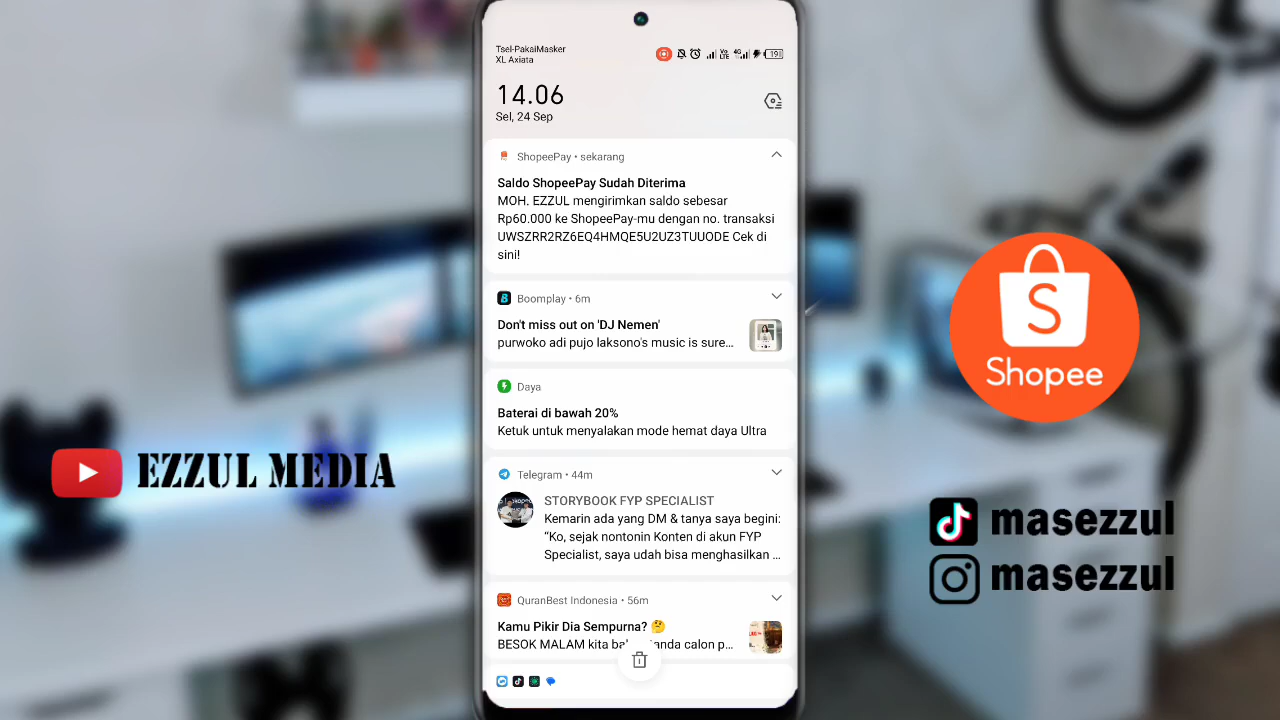 Tsel-PakaiMasker
XL Axiata
Vo
LTE
4G
19
14.06
Sel, 24 Sep
ShopeePay • sekarang
Saldo ShopeePay Sudah Diterima
MOH. EZZUL mengirimkan saldo sebesar
Rp60.000 ke ShopeePay-mu dengan no. transaksi
UWSZRR2RZ6EQ4HMQE5U2UZ3TUUODE Cek di
sini!
Boomplay • 6m
Don't miss out on 'DJ Nemen'
purwoko adi pujo laksono's music is sure…
Daya
Baterai di bawah 20%
Ketuk untuk menyalakan mode hemat daya Ultra
Telegram • 44m
STORYBOOK FYP SPECIALIST
Kemarin ada yang DM & tanya saya begini:
“Ko, sejak nontonin Konten di akun FYP
Specialist, saya udah bisa menghasilkan …
QuranBest Indonesia • 56m
Kamu Pikir Dia Sempurna? 🤔
BESOK MALAM kita
EZZUL MEDIA
S
Shopee
masezzul
masezzul